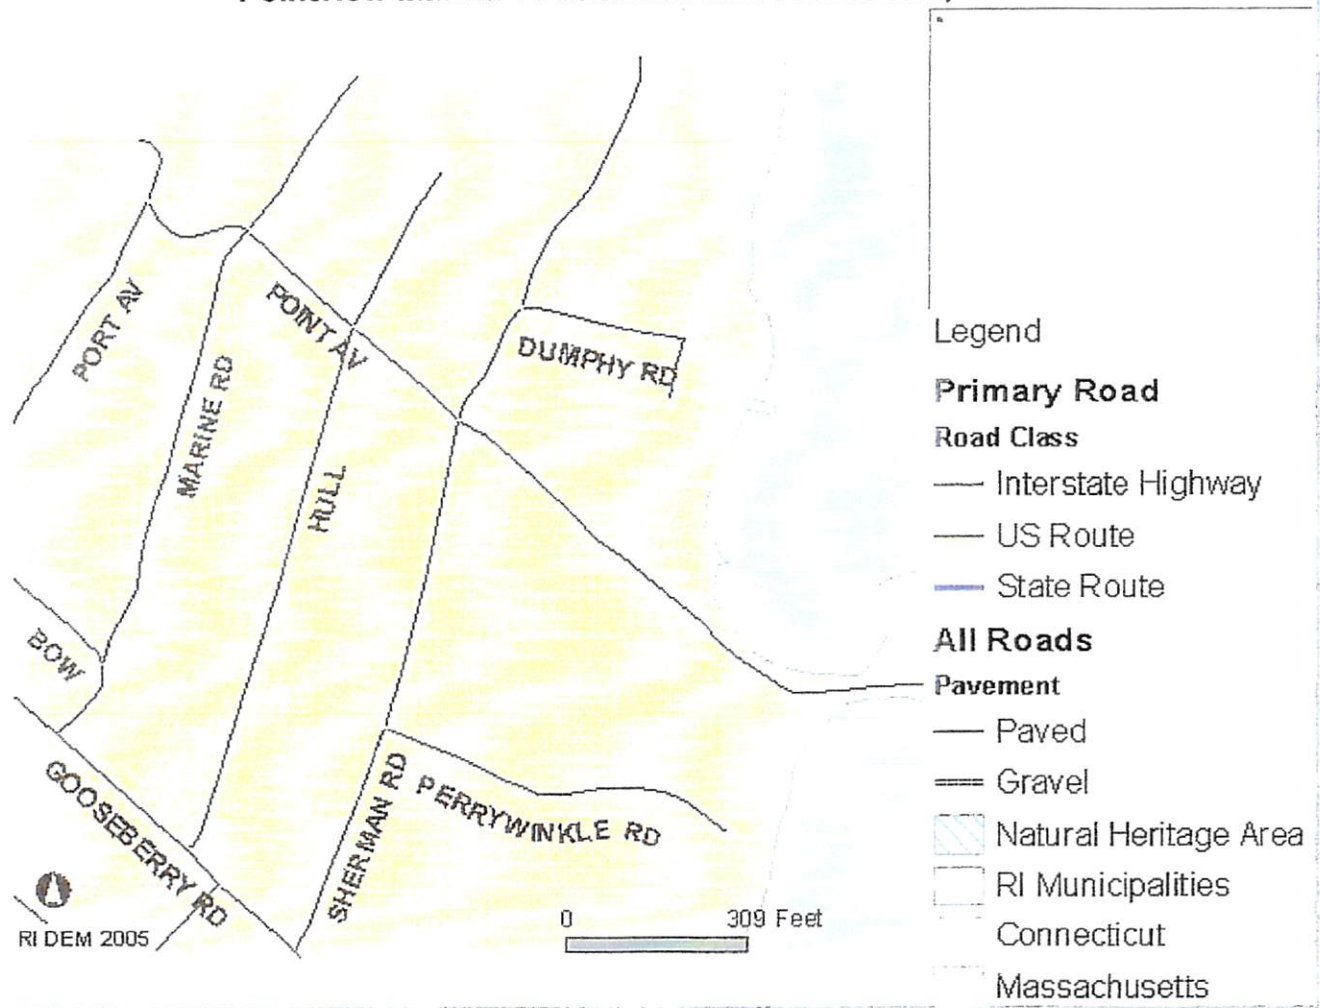 PORT AV
MARINE RD
POINT AV
HULL
DUMPHY RD
BOW
GOOSEBERRY RD
SHERMAN RD
PERRYWINKLE RD
RI DEM 2005
0 309 Feet
Legend
Primary Road
Road Class
Interstate Highway
US Route
State Route
All Roads
Pavement
Paved
Gravel
Natural Heritage Area
RI Municipalities
Connecticut
Massachusetts